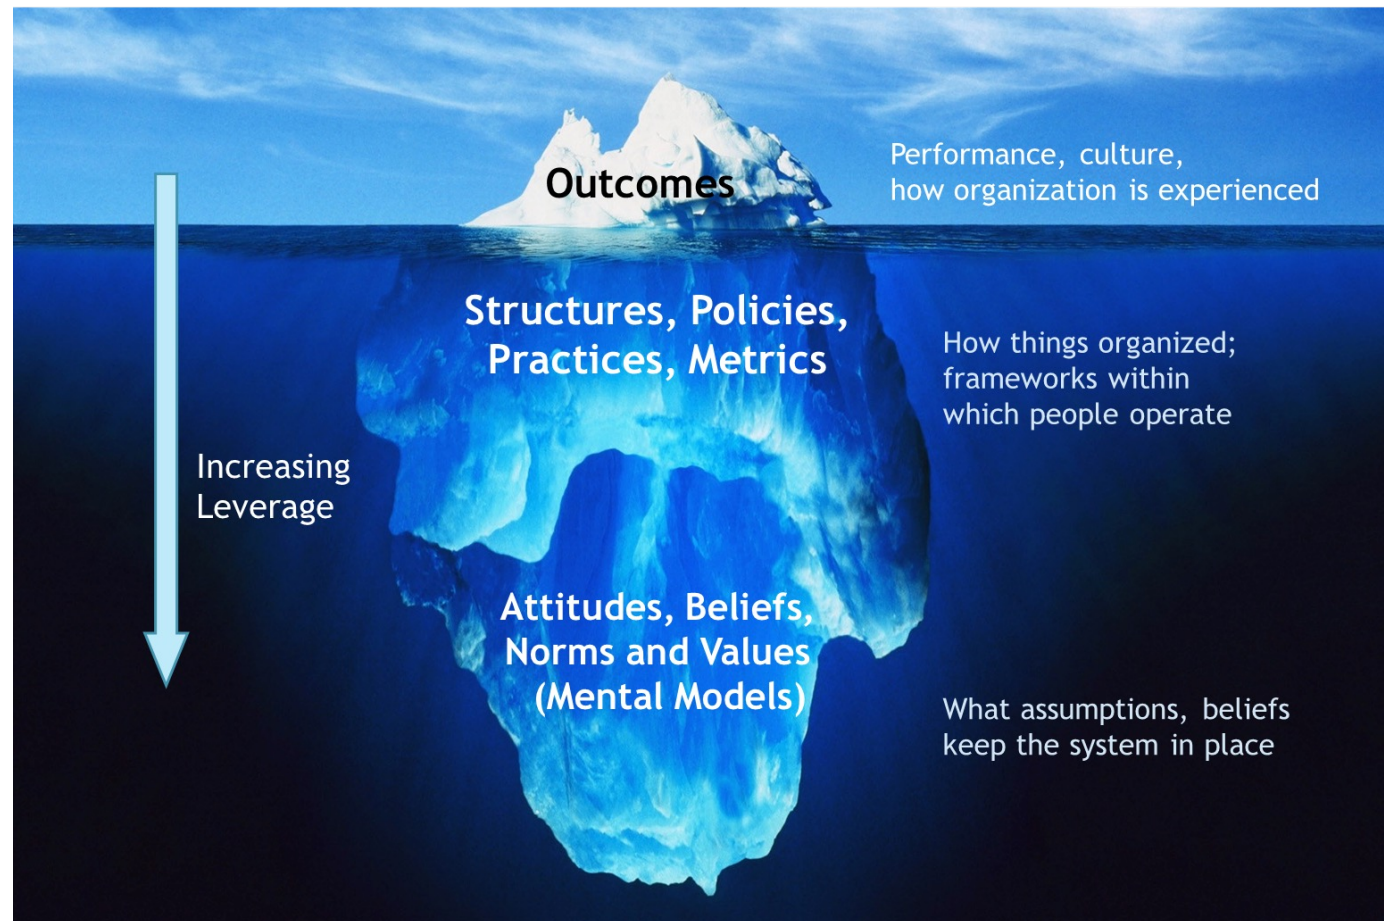 Outcomes
Performance, culture,
how organization is experienced
Structures, Policies,
Practices, Metrics
How things organized;
frameworks within
which people operate
Increasing
Leverage
Attitudes, Beliefs,
Norms and Values
(Mental Models)
What assumptions, beliefs
keep the system in place